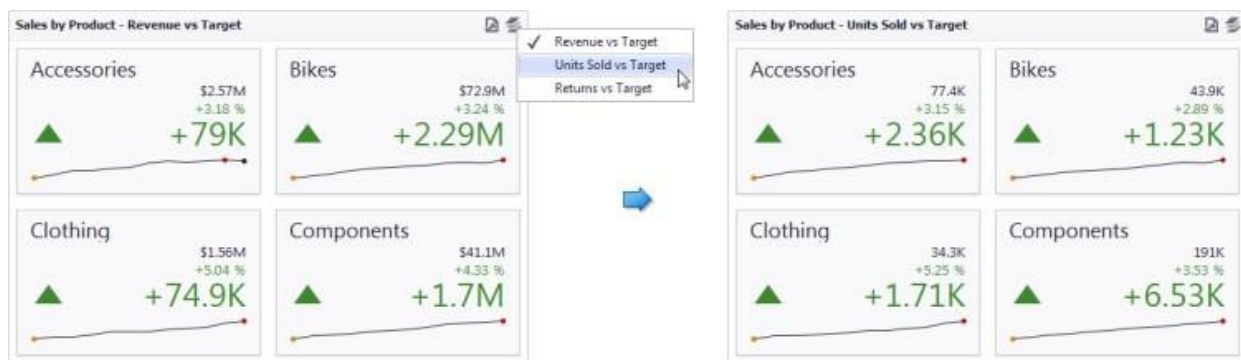 Sales by Product - Revenue vs Target
Accessories
$2.57M
+3.18 %
+79K
Bikes
$72.9M
+3.24 %
+2.29M
Clothing
$1.56M
+5.04 %
+74.9K
Components
$41.1M
+4.33 %
+1.7M
Revenue vs Target
Units Sold vs Target
Returns vs Target
Sales by Product - Units Sold vs Target
Accessories
77.4K
+3.15 %
+2.36K
Bikes
43.9K
+2.89 %
+1.23K
Clothing
34.3K
+5.25 %
+1.71K
Components
191K
+3.53 %
+6.53K